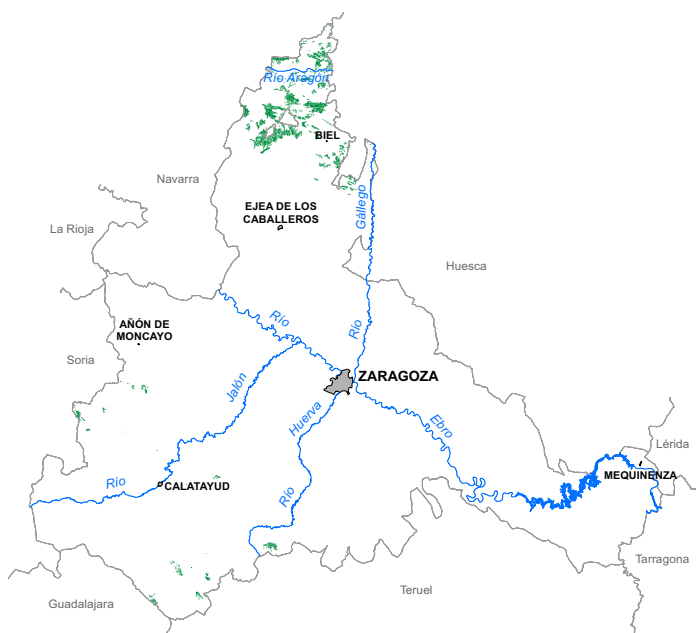 Río Aragón
BIEL
Navarra
EJEA DE LOS
CABALLEROS
Gállego
La Rioja
Huesca
Río
AÑÓN DE
MONCAYO
Río
Soria
ZARAGOZA
Jalón
Huerva
Ebro
Lérida
MEQUINENZA
Río
CALATAYUD
Río
Tarragona
Teruel
Guadalajara